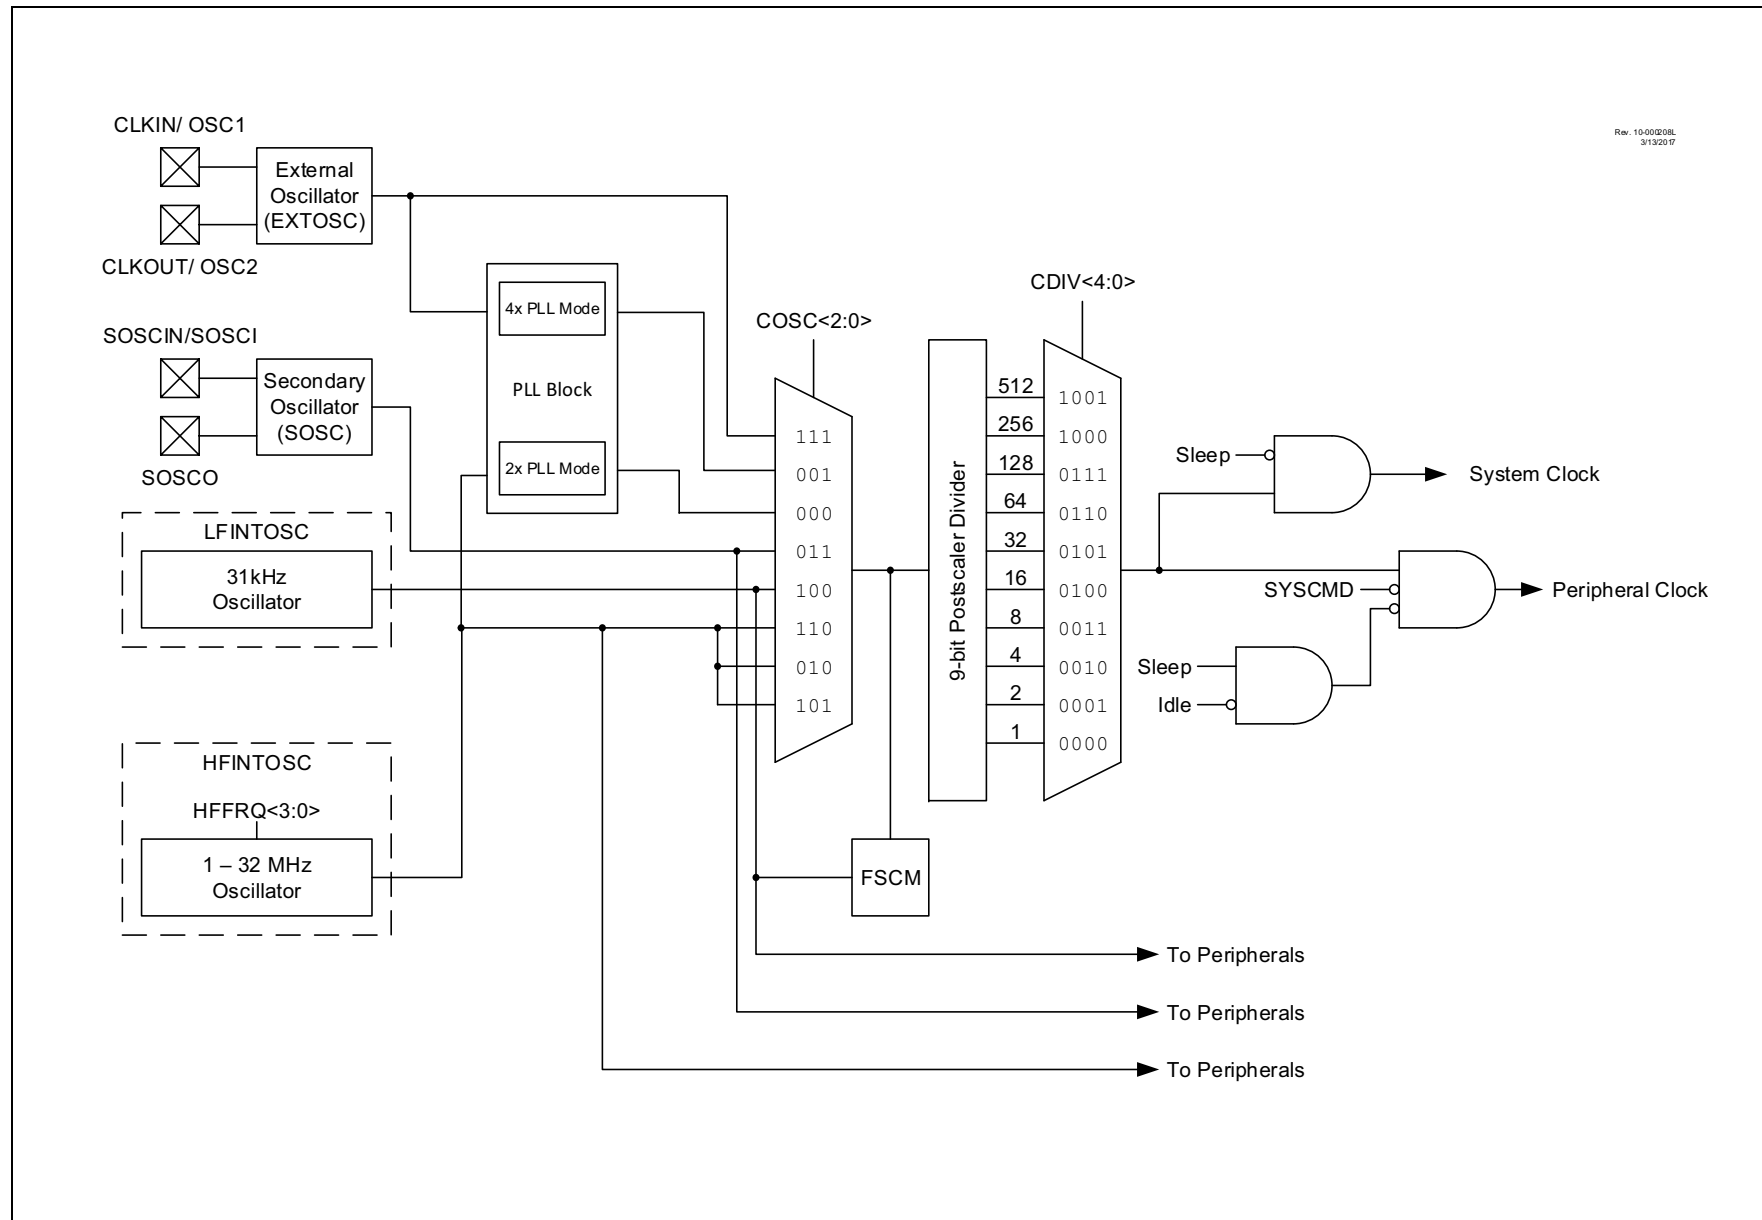 Rev. 10-000208L
3/13/2017
CLKIN/ OSC1
External
Oscillator
(EXTOSC)
CLKOUT/ OSC2
SOSCIN/SOSCI
Secondary
Oscillator
(SOSC)
SOSCO
LFINTOSC
31kHz
Oscillator
HFINTOSC
HFFRQ<3:0>
1 – 32 MHz
Oscillator
4x PLL Mode
PLL Block
2x PLL Mode
COSC<2:0>
111
001
000
011
100
110
010
101
FSCM
9-bit Postscaler Divider
512
256
128
64
32
16
8
4
2
1
CDIV<4:0>
1001
1000
0111
0110
0101
0100
0011
0010
0001
0000
Sleep
System Clock
SYSCMD
Peripheral Clock
Sleep
Idle
To Peripherals
To Peripherals
To Peripherals